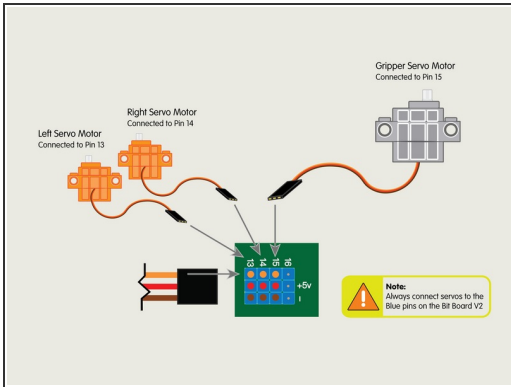 Gripper Servo Motor
Connected to Pin 15
Right Servo Motor
Connected to Pin 14
Left Servo Motor
Connected to Pin 13
13 14 15 16
+5v
-
Note:
Always connect servos to the
Blue pins on the Bit Board V2